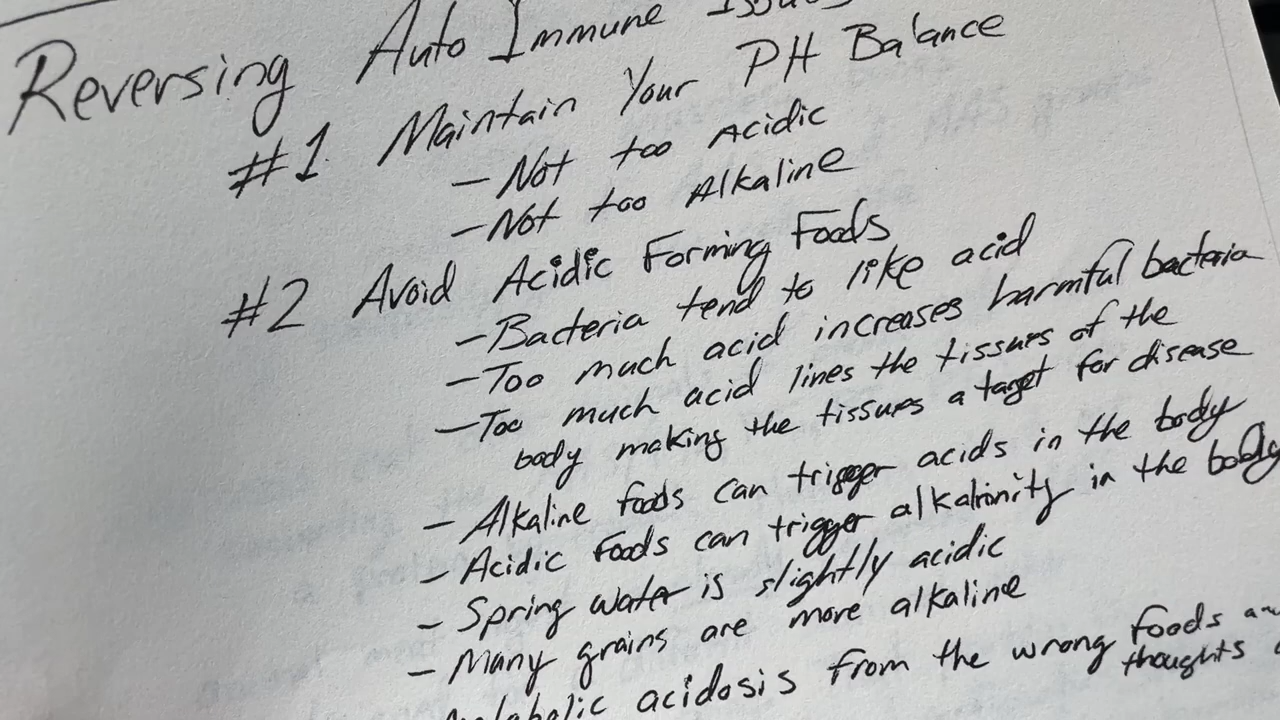 Reversing Auto Immune Issues
#1 Maintain Your PH Balance
- Not too Acidic
- Not too Alkaline
#2 Avoid Acidic Forming Foods
- Bacteria tend to like acid
- Too much acid increases harmful bacteria
- Too much acid lines the tissues of the
body making the tissues a target for disease
- Alkaline foods can trigger acids in the body
- Acidic foods can trigger alkalinity in the body
- Spring water is slightly acidic
- Many grains are more alkaline
acidosis from the wrong foods
thoughts